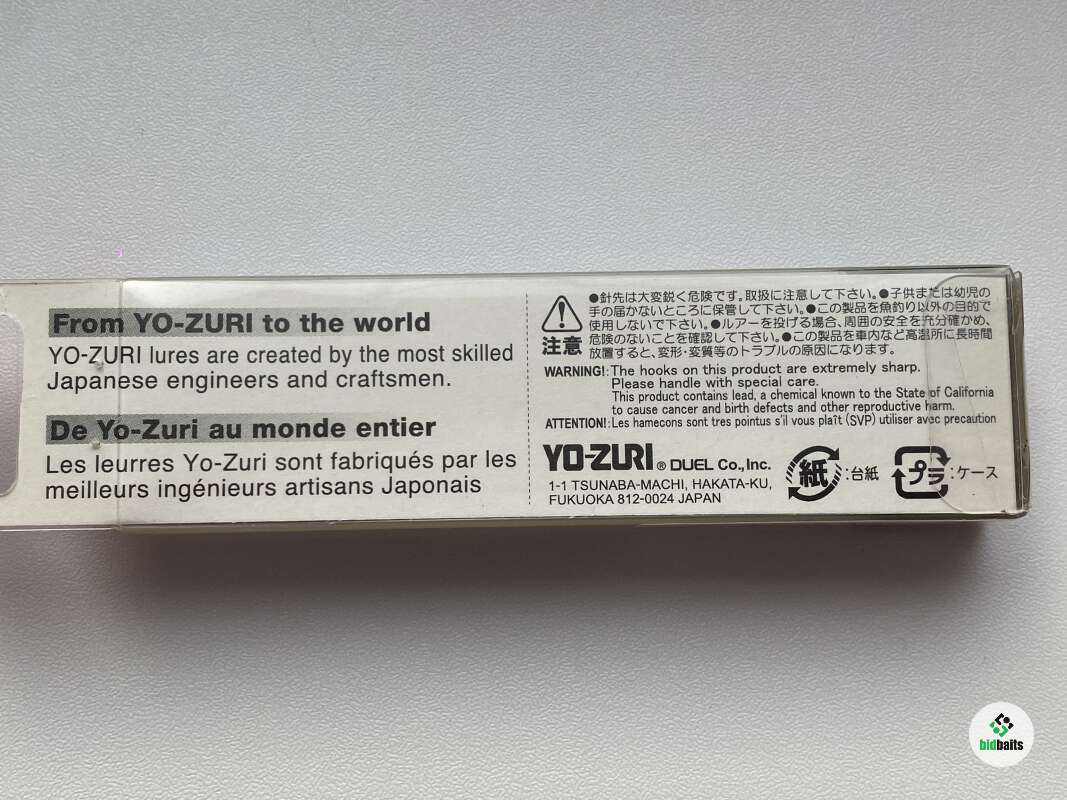 From YO-ZURI to the world
YO-ZURI lures are created by the most skilled
Japanese engineers and craftsmen.
De Yo-Zuri au monde entier
Les leurres Yo-Zuri sont fabriqués par les
meilleurs ingénieurs artisans Japonais
注意
●針先は大変鋭く危険です。取扱に注意して下さい。●子供または幼児の
手の届かないところに保管して下さい。●この製品を魚釣り以外の目的で
使用しないで下さい。●ルアーを投げる場合、周囲の安全を充分確かめ、
危険のないことを確認して下さい。●この製品を車内など高温所に長時間
放置すると、変形・変質等のトラブルの原因になります。
WARNING!:The hooks on this product are extremely sharp.
Please handle with special care.
This product contains lead, a chemical known to the State of California
to cause cancer and birth defects and other reproductive harm.
ATTENTION!:Les hamecons sont tres pointus s'il vous plaît (SVP) utiliser avec précaution
YO-ZURI ® DUEL Co., Inc.
1-1 TSUNABA-MACHI, HAKATA-KU,
FUKUOKA 812-0024 JAPAN
紙:台紙
プラ:ケース
bidbaits